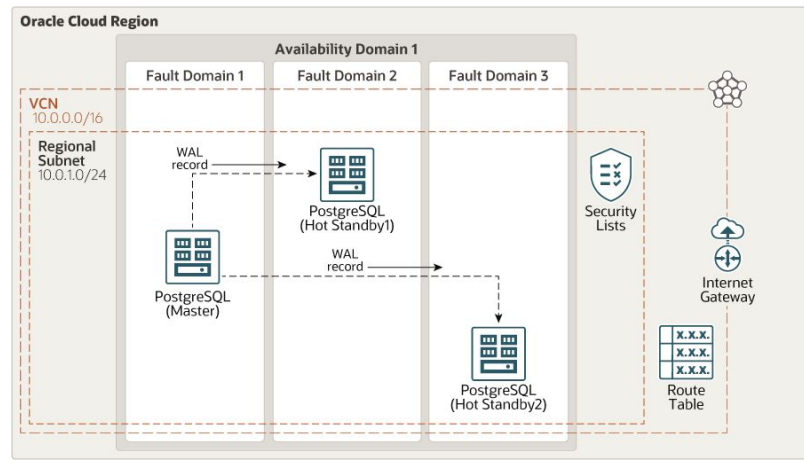 Oracle Cloud Region
Availability Domain 1
Fault Domain 1
Fault Domain 2
Fault Domain 3
VCN
10.0.0.0/16
Regional
Subnet
10.0.1.0/24
WAL
record
PostgreSQL
(Hot Standby1)
Security
Lists
WAL
record
PostgreSQL
(Master)
Internet
Gateway
X.X.X.
X.X.X.
X.X.X.
PostgreSQL
(Hot Standby2)
Route
Table